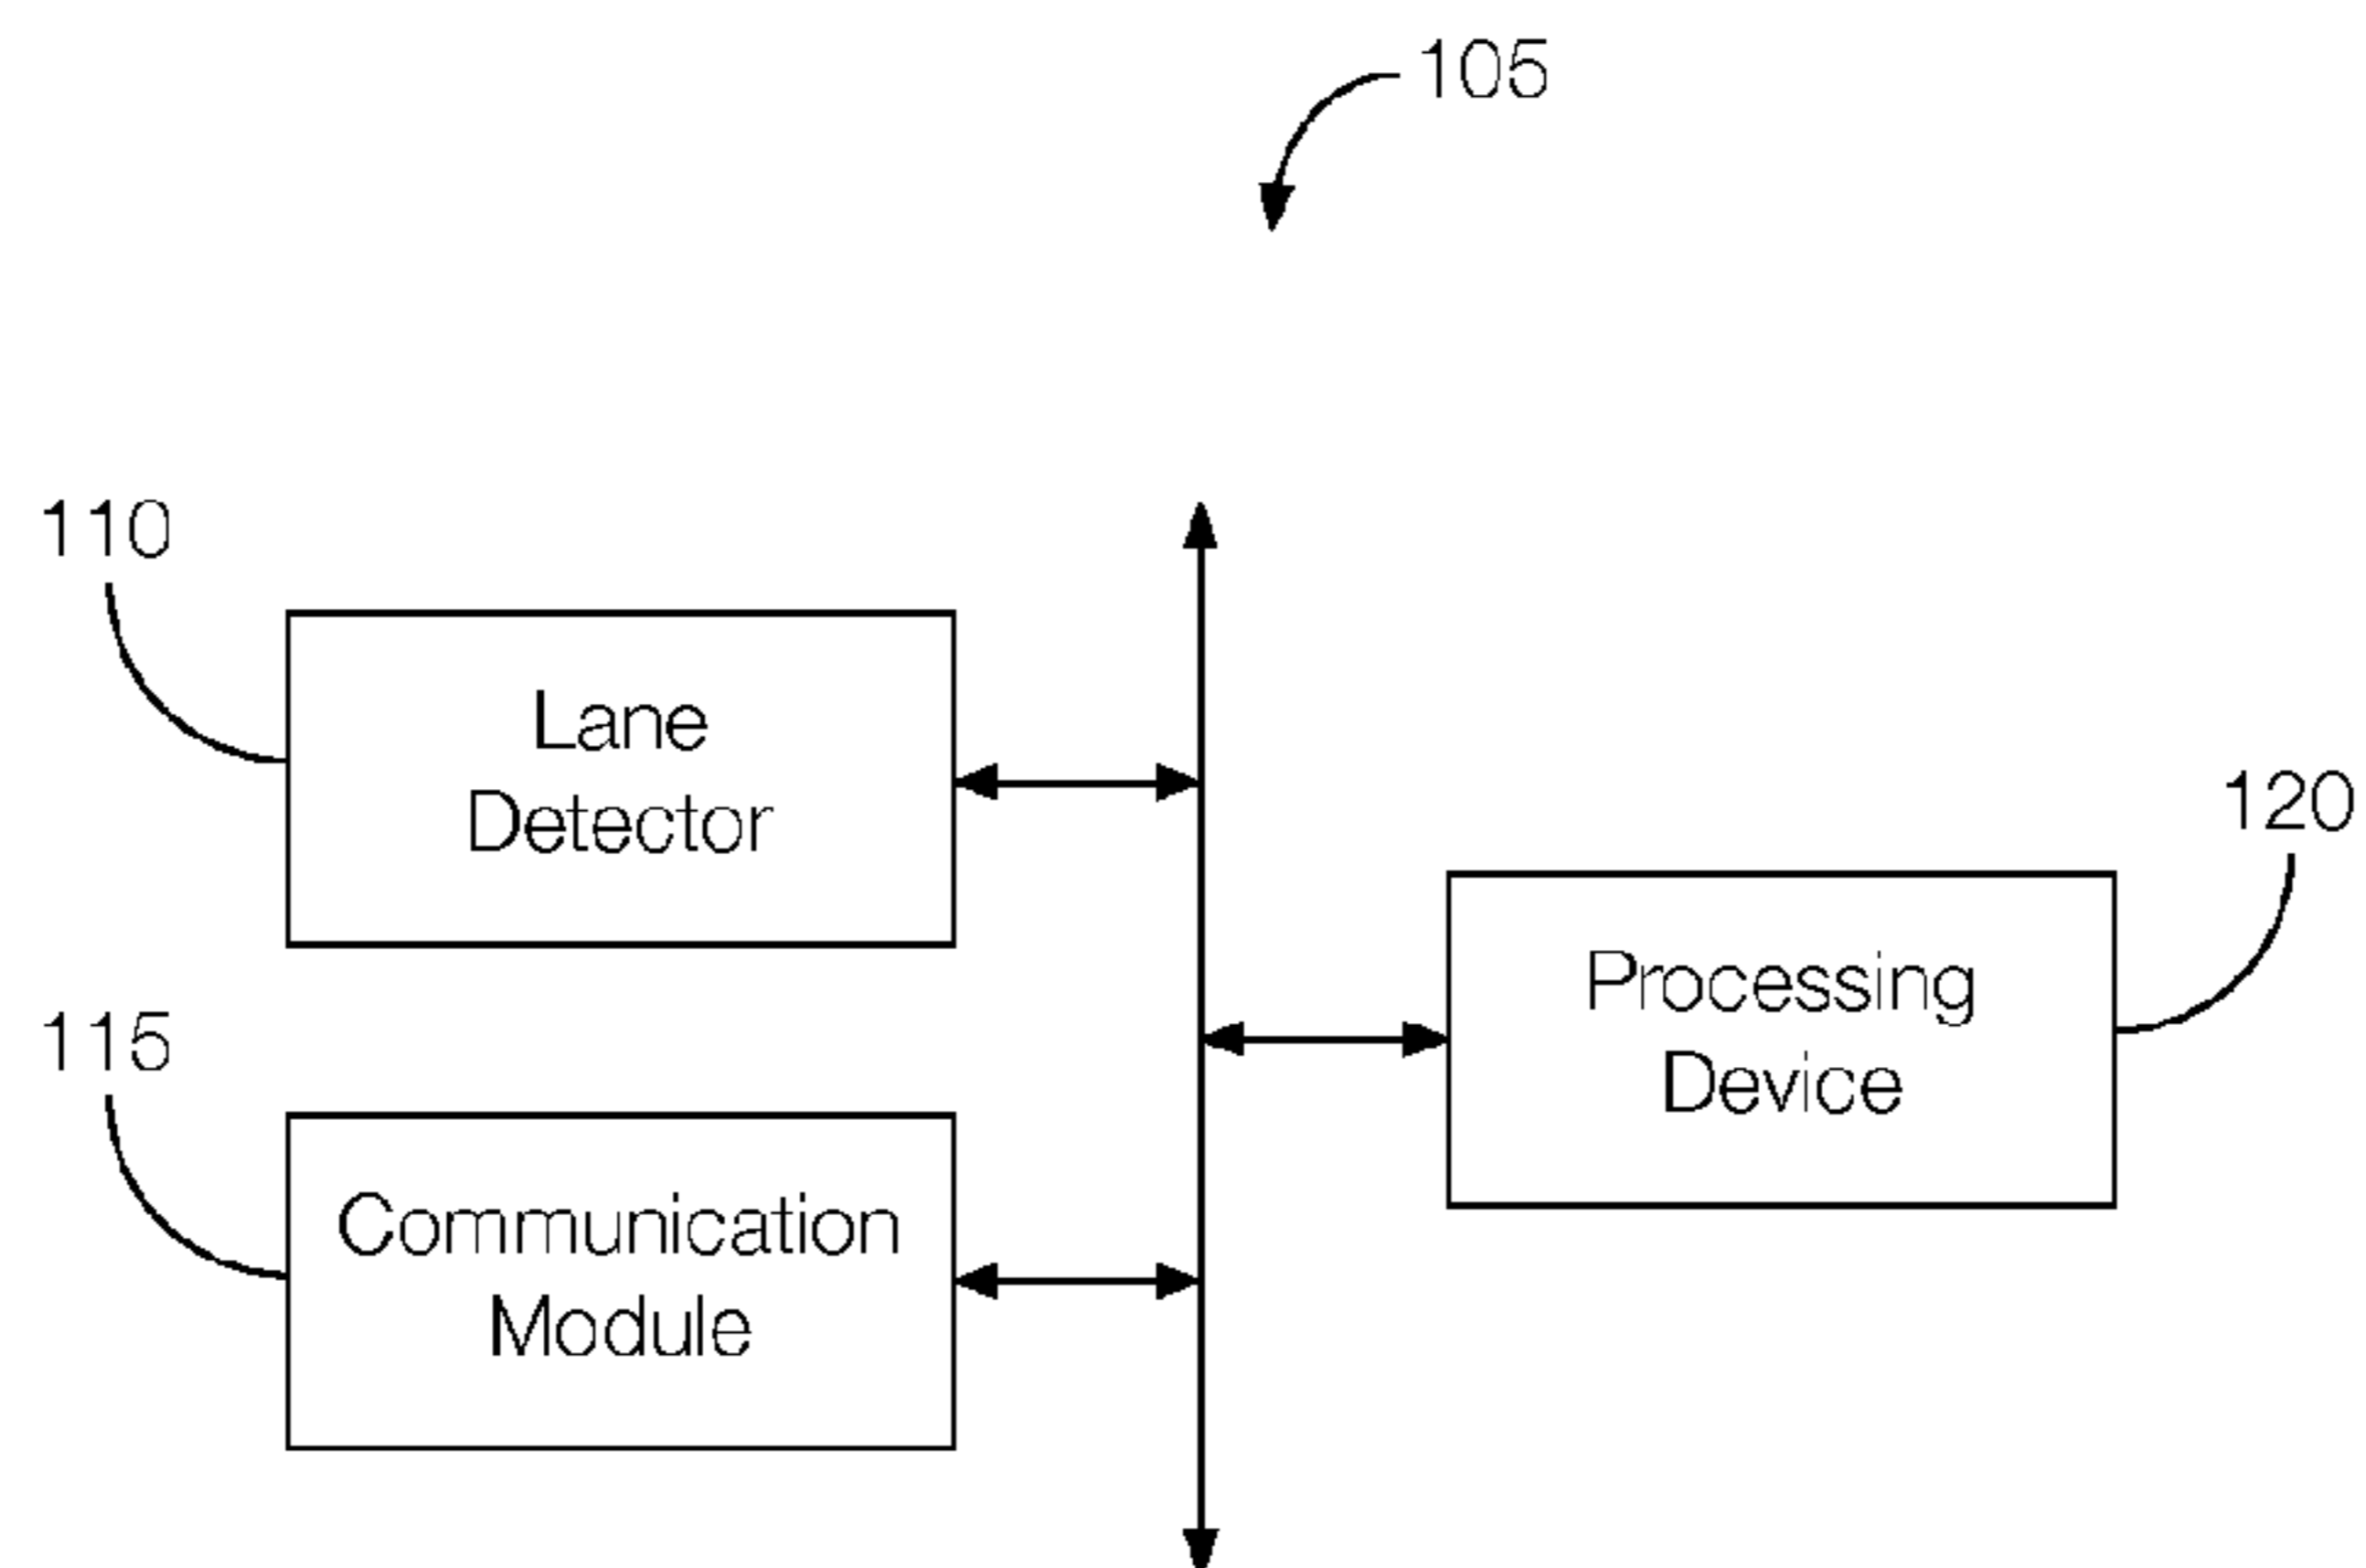 105
110
Lane
Detector
120
Processing
Device
115
Communication
Module